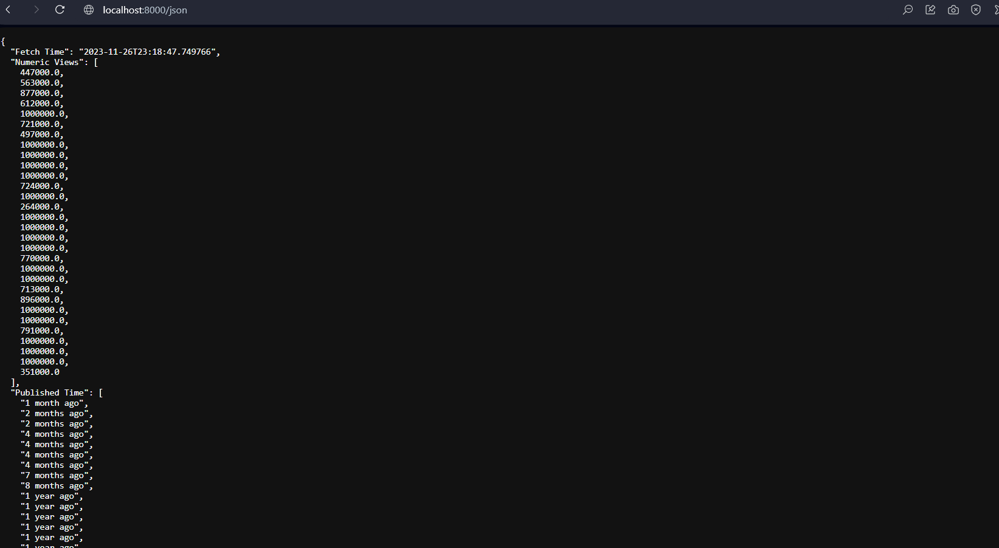 localhost:8000/json
{
"Fetch Time": "2023-11-26T23:18:47.749766",
"Numeric Views": [
447000.0,
563000.0,
877000.0,
612000.0,
1000000.0,
721000.0,
497000.0,
1000000.0,
1000000.0,
1000000.0,
1000000.0,
724000.0,
1000000.0,
264000.0,
1000000.0,
1000000.0,
1000000.0,
1000000.0,
770000.0,
1000000.0,
1000000.0,
713000.0,
896000.0,
1000000.0,
1000000.0,
791000.0,
1000000.0,
1000000.0,
1000000.0,
351000.0
],
"Published Time": [
"1 month ago",
"2 months ago",
"2 months ago",
"4 months ago",
"4 months ago",
"4 months ago",
"4 months ago",
"7 months ago",
"8 months ago",
"1 year ago",
"1 year ago",
"1 year ago",
"1 year ago",
"1 year ago",
"1 year ago"